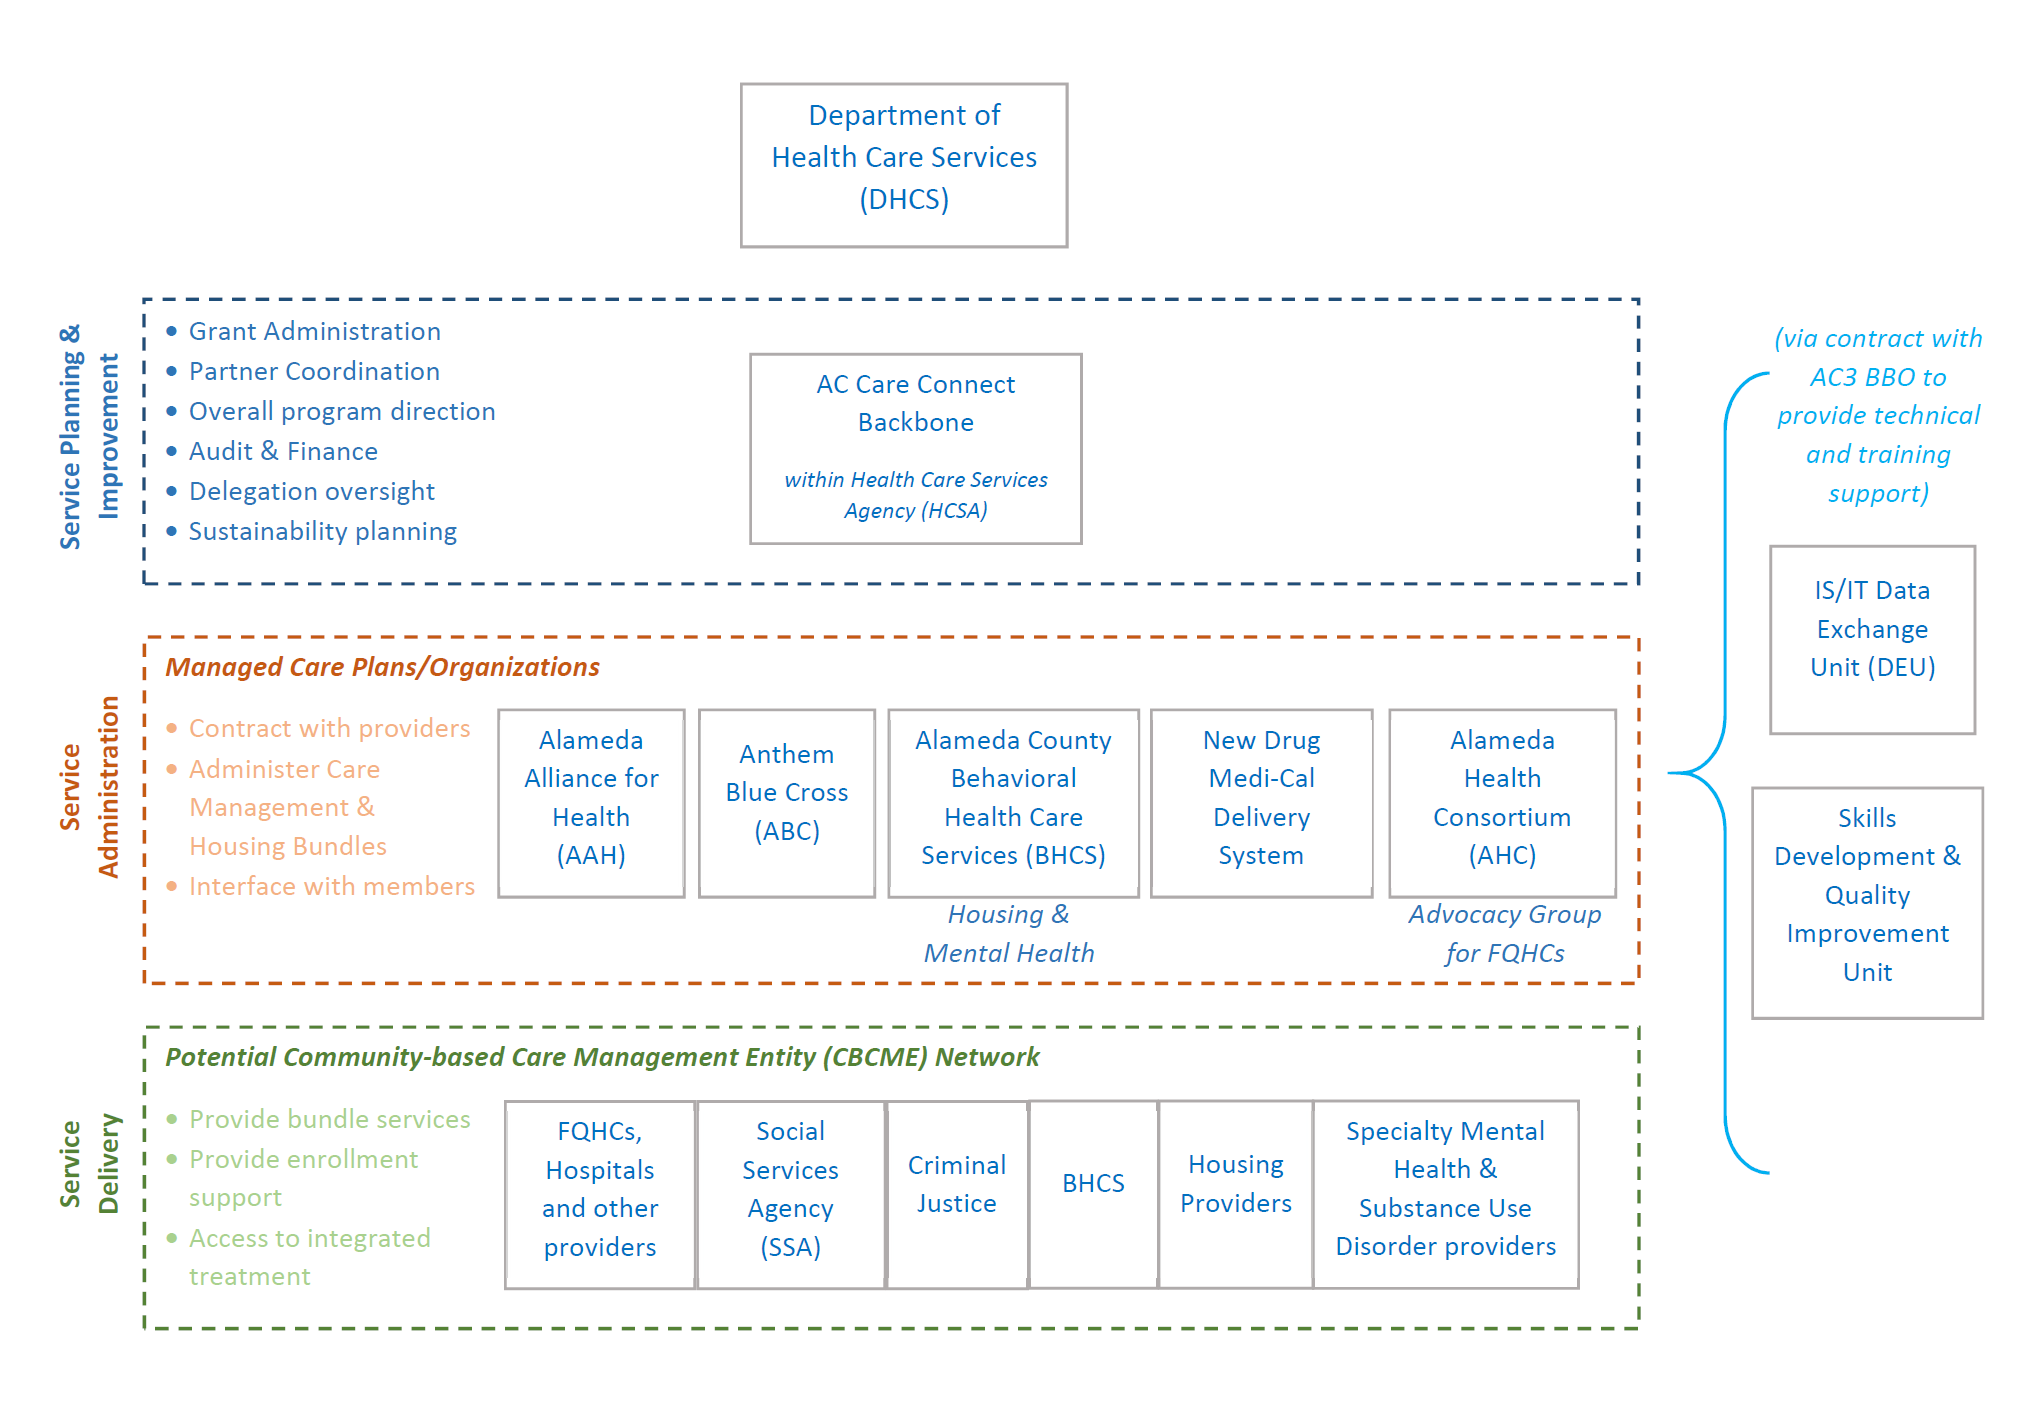 Department of
Health Care Services
(DHCS)
Service Planning &
Improvement
• Grant Administration
• Partner Coordination
• Overall program direction
• Audit & Finance
• Delegation oversight
• Sustainability planning
AC Care Connect
Backbone
within Health Care Services
Agency (HCSA)
(via contract with
AC3 BBO to
provide technical
and training
support)
IS/IT Data
Exchange
Unit (DEU)
Skills
Development &
Quality
Improvement
Unit
Service
Administration
Managed Care Plans/Organizations
• Contract with providers
• Administer Care
Management &
Housing Bundles
• Interface with members
Alameda
Alliance for
Health
(AAH)
Anthem
Blue Cross
(ABC)
Alameda County
Behavioral
Health Care
Services (BHCS)
Housing &
Mental Health
New Drug
Medi-Cal
Delivery
System
Alameda
Health
Consortium
(AHC)
Advocacy Group
for FQHCs
Service
Delivery
Potential Community-based Care Management Entity (CBCME) Network
• Provide bundle services
• Provide enrollment
support
• Access to integrated
treatment
FQHCs,
Hospitals
and other
providers
Social
Services
Agency
(SSA)
Criminal
Justice
BHCS
Housing
Providers
Specialty Mental
Health &
Substance Use
Disorder providers